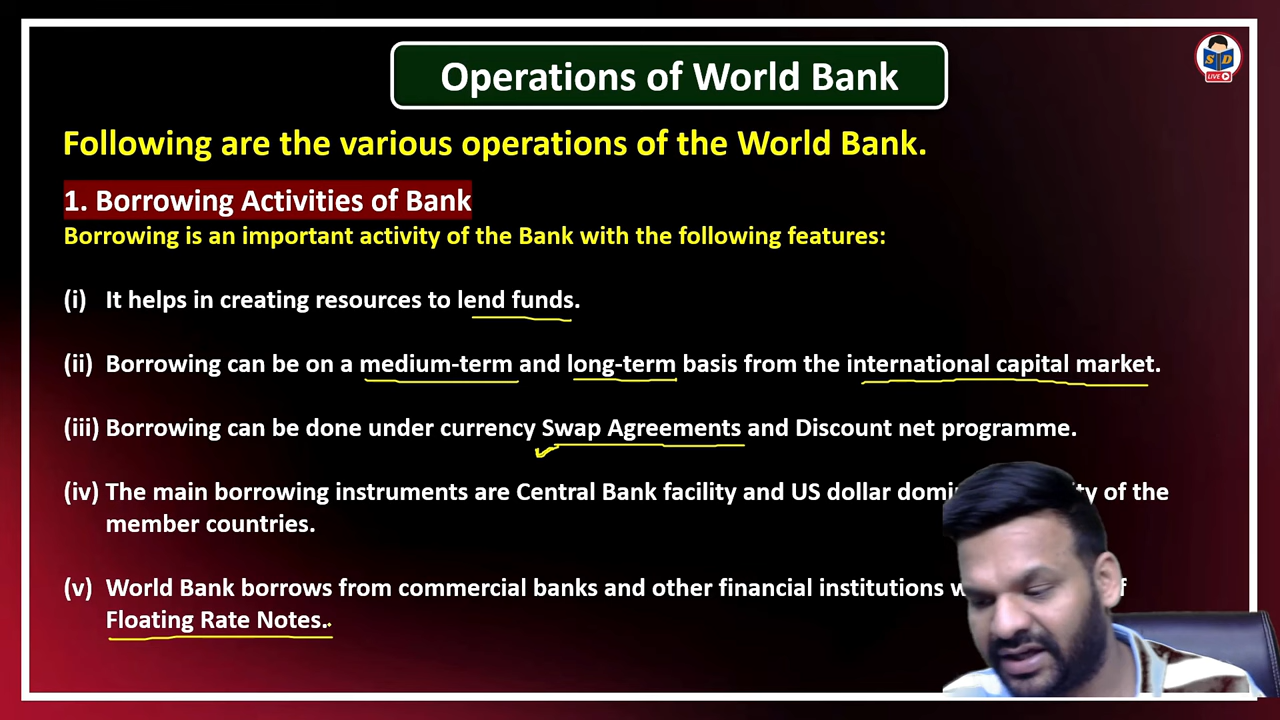 Operations of World Bank
S D
LIVE
Following are the various operations of the World Bank.
1. Borrowing Activities of Bank
Borrowing is an important activity of the Bank with the following features:
(i) It helps in creating resources to lend funds.
(ii) Borrowing can be on a medium-term and long-term basis from the international capital market.
(iii) Borrowing can be done under currency Swap Agreements and Discount net programme.
(iv) The main borrowing instruments are Central Bank facility and US dollar of the
member countries.
(v) World Bank borrows from commercial banks and other financial institutions
Floating Rate Notes.